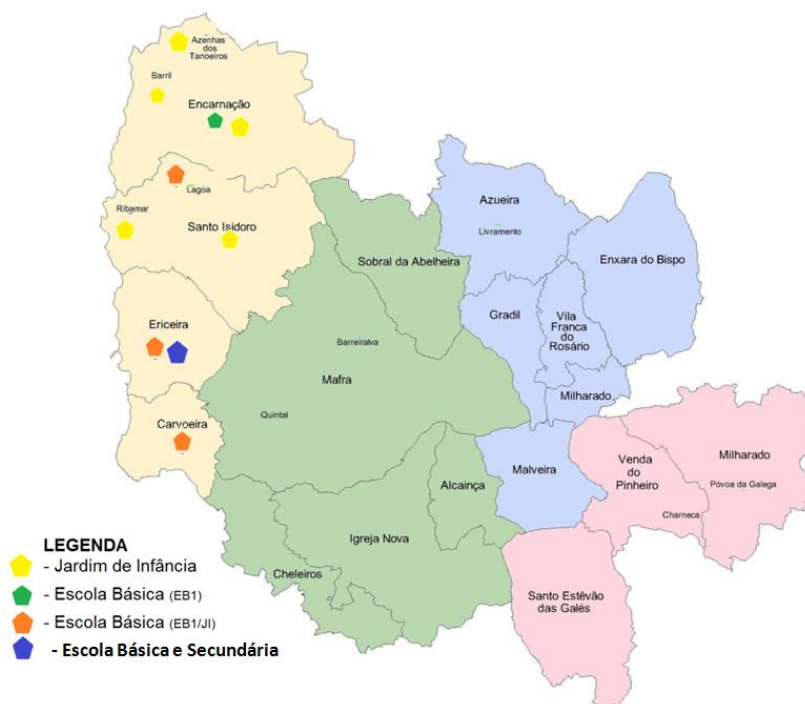 Azenhas
dos
Tanoeiros
Barril
Encarnação
Lagoa
Ribamar
Santo Isidoro
Azueira
Livramento
Sobral da Abelheira
Enxara do Bispo
Ericeira
Gradil
Vila
Franca
do
Rosário
Barreiralva
Mafra
Milharado
Quintal
Carvoeira
Malveira
Venda
do
Pinheiro
Milharado
Póvoa da Galega
Alcainça
Charneca
Igreja Nova
Cheleiros
Santo Estêvão
das Galés
LEGENDA
- Jardim de Infância
- Escola Básica (EB1)
- Escola Básica (EB1/JI)
- Escola Básica e Secundária